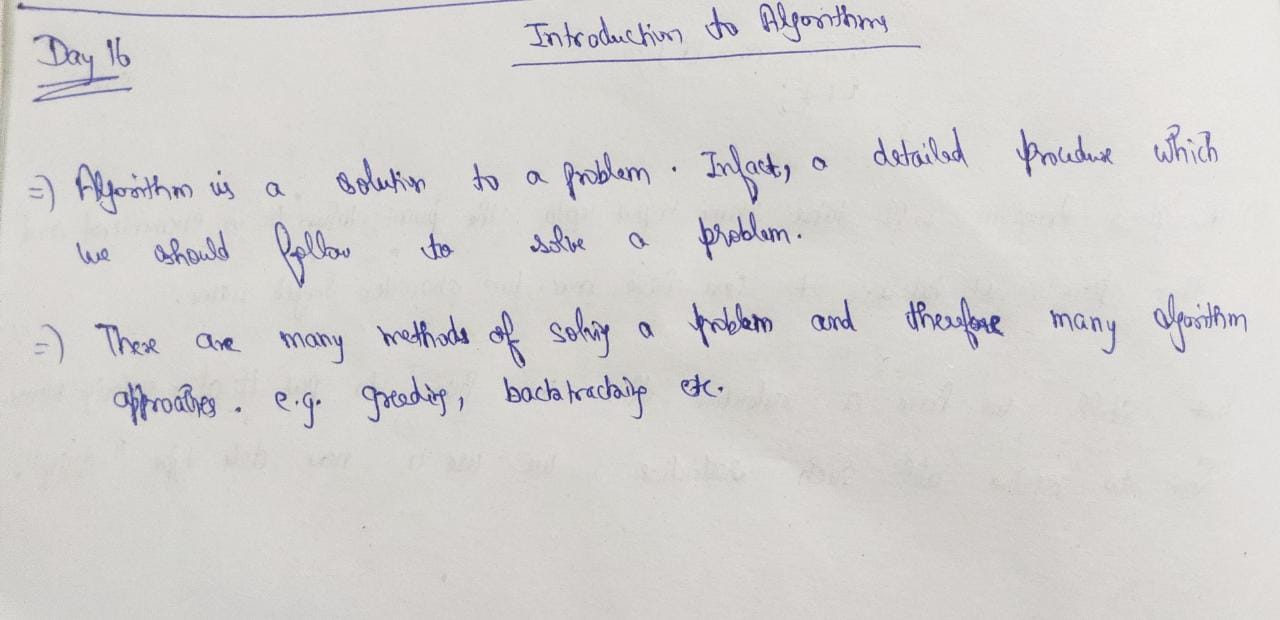 Introduction to Algorithms
Day 16
=) Algorithm is a solution to a problem. Infact, a detailed procedure which
we should follow to solve a problem.
=) There are many methods of solving a problem and therefore many algorithm
approaches. e.g. greeding, backtracking etc.